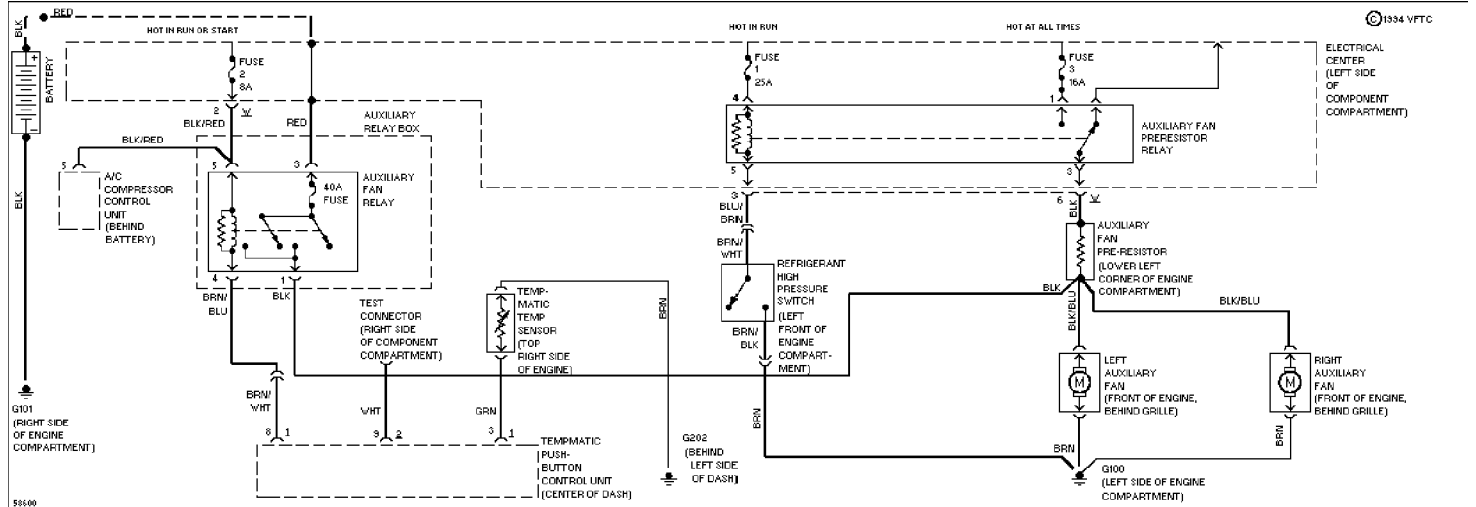 RED
BLK
HOT IN RUN OR START
HOT IN RUN
HOT AT ALL TIMES
© 1994 VFTC
BATTERY
+
-
FUSE
2
8A
FUSE
1
25A
FUSE
3
16A
ELECTRICAL
CENTER
(LEFT SIDE
OF
COMPONENT
COMPARTMENT)
2
W
BLK/RED
RED
AUXILIARY
RELAY BOX
4
1
AUXILIARY FAN
PRERESISTOR
RELAY
BLK/RED
5
5
3
A/C
COMPRESSOR
CONTROL
UNIT
(BEHIND
BATTERY)
40A
FUSE
AUXILIARY
FAN
RELAY
5
3
3
BLU/
BRN
6
W
BLK
BLK
BRN/
WHT
AUXILIARY
FAN
PRE-RESISTOR
(LOWER LEFT
CORNER OF ENGINE
COMPARTMENT)
4
1
BRN/
BLU
BLK
TEST
CONNECTOR
(RIGHT SIDE
OF COMPONENT
COMPARTMENT)
TEMP-
MATIC
TEMP
SENSOR
(TOP
RIGHT SIDE
OF ENGINE)
BRN
REFRIGERANT
HIGH
PRESSURE
SWITCH
(LEFT
FRONT OF
ENGINE
COMPART-
MENT)
BRN/
BLK
BLK
BLK/BLU
BLK/BLU
LEFT
AUXILIARY
FAN
(FRONT OF ENGINE,
BEHIND GRILLE)
M
RIGHT
AUXILIARY
FAN
(FRONT OF ENGINE,
BEHIND GRILLE)
M
G101
(RIGHT SIDE
OF ENGINE
COMPARTMENT)
BRN/
WHT
WHT
GRN
BRN
8
1
9
2
3
1
TEMPMATIC
PUSH-
BUTTON
CONTROL UNIT
(CENTER OF DASH)
G202
(BEHIND
LEFT SIDE
OF DASH)
BRN
BRN
G100
(LEFT SIDE OF ENGINE
COMPARTMENT)
58600